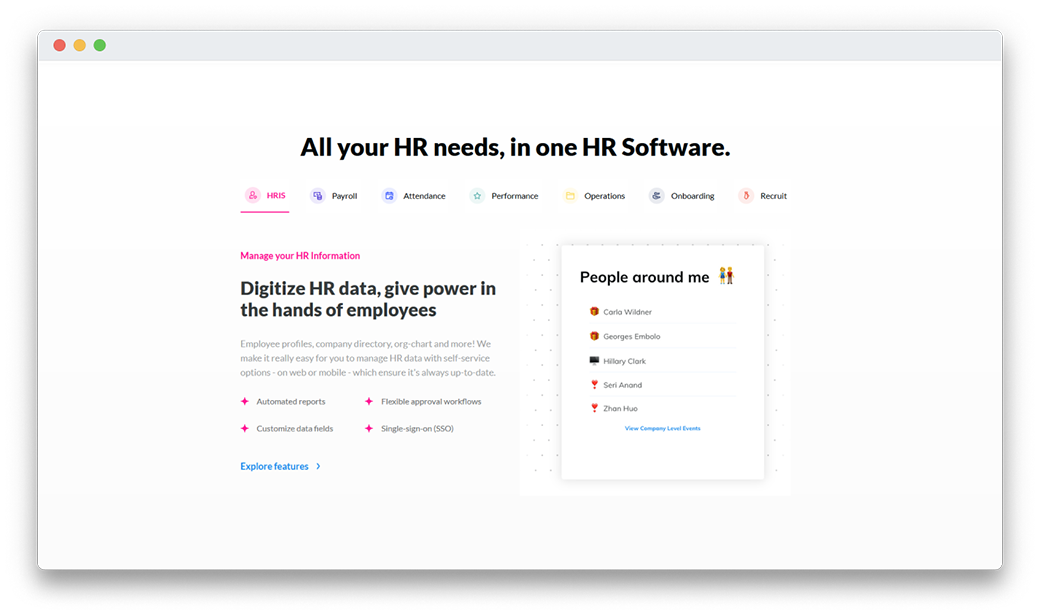 All your HR needs, in one HR Software.
HRIS Payroll Attendance Performance Operations Onboarding Recruit
Manage your HR Information
Digitize HR data, give power in
the hands of employees
Employee profiles, company directory, org-chart and more! We
make it really easy for you to manage HR data with self-service
options - on web or mobile - which ensure it's always up-to-date.
Automated reports Flexible approval workflows
Customize data fields Single-sign-on (SSO)
Explore features
People around me
Carla Wildner
Georges Embolo
Hillary Clark
Seri Anand
Zhan Huo
View Company Level Events